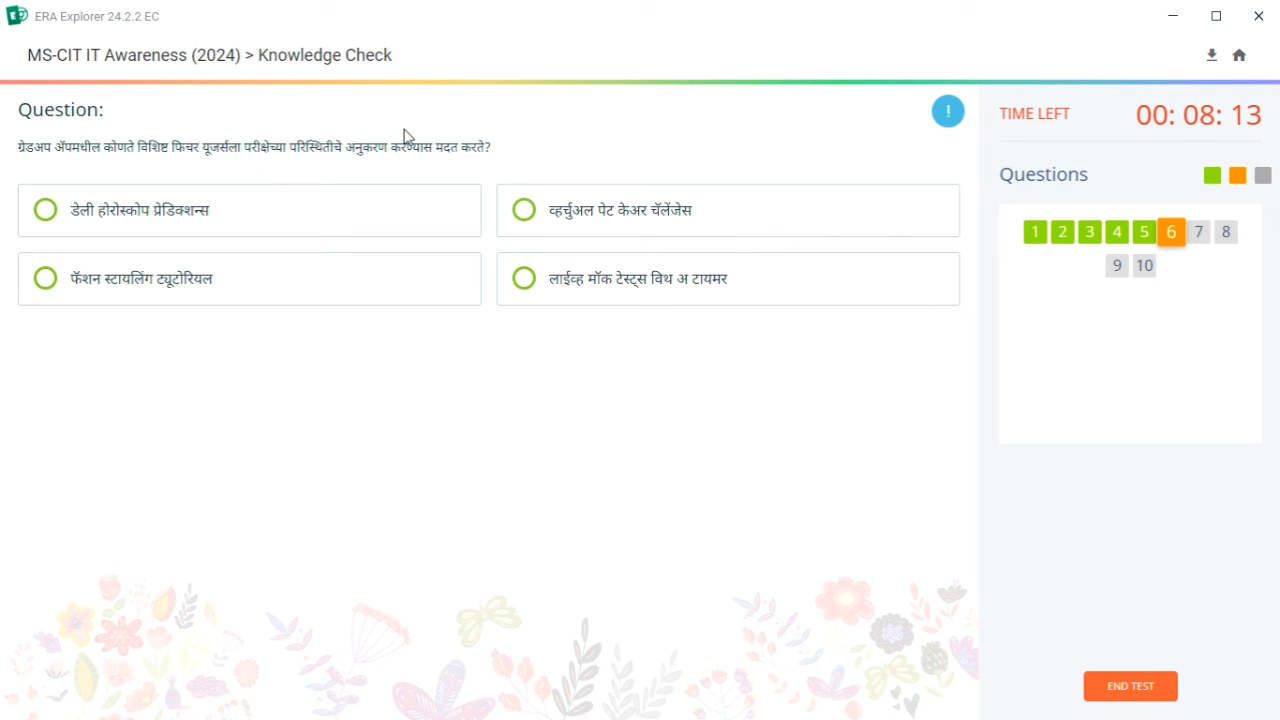 ERA Explorer 24.2.2 EC
MS-CIT IT Awareness (2024) > Knowledge Check
Question:
!
TIME LEFT
00: 08: 13
ग्रेडअप अ‍ॅपमधील कोणते विशिष्ट फिचर यूजर्सला परीक्षेच्या परिस्थितीचे अनुकरण करण्यास मदत करते?
Questions
डेली होरोस्कोप प्रेडिक्शन्स
व्हर्चुअल पेट केअर चॅलेंजेस
फॅशन स्टायलिंग ट्यूटोरियल
लाईव्ह मॉक टेस्ट्स विथ अ टायमर
1 2 3 4 5 6 7 8
9 10
END TEST